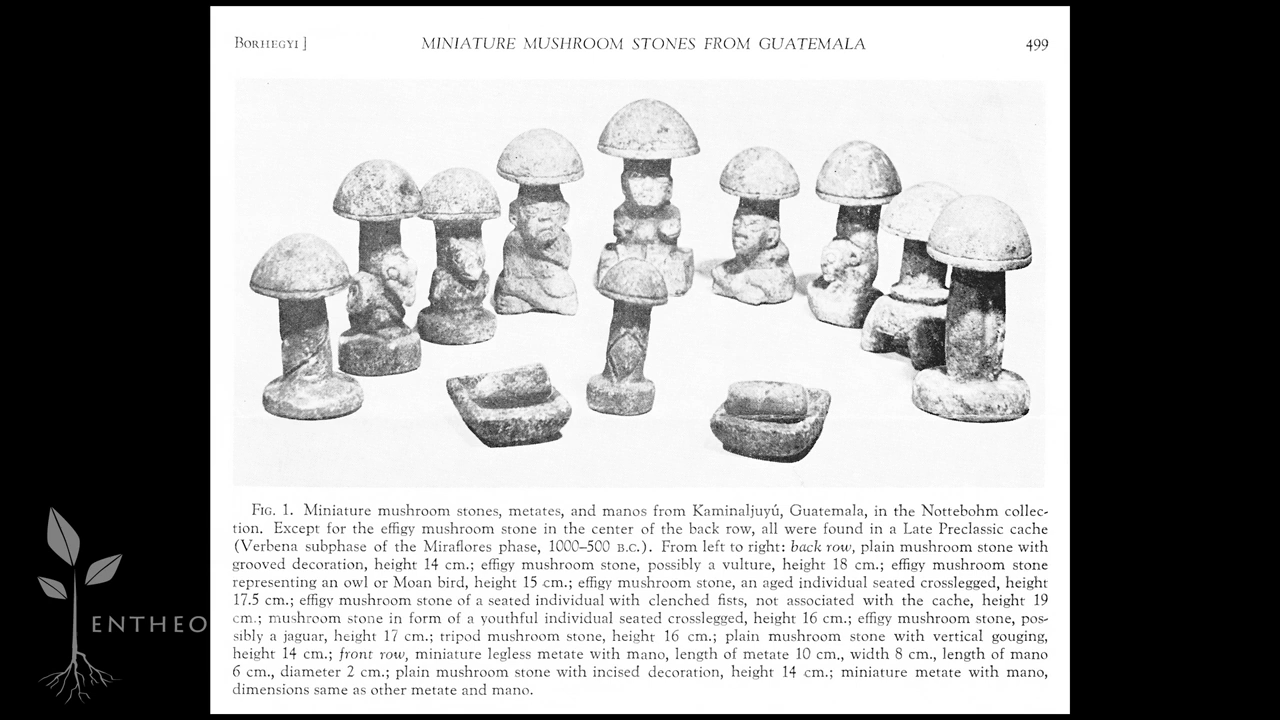 BORHEGYI ]
MINIATURE MUSHROOM STONES FROM GUATEMALA
499
FIG. 1. Miniature mushroom stones, metates, and manos from Kaminaljuyú, Guatemala, in the Nottebohm collec-
tion. Except for the effigy mushroom stone in the center of the back row, all were found in a Late Preclassic cache
(Verbena subphase of the Miraflores phase, 1000–500 B.C.). From left to right: back row, plain mushroom stone with
grooved decoration, height 14 cm.; effigy mushroom stone, possibly a vulture, height 18 cm.; effigy mushroom stone
representing an owl or Moan bird, height 15 cm.; effigy mushroom stone, an aged individual seated crosslegged, height
17.5 cm.; effigy mushroom stone of a seated individual with clenched fists, not associated with the cache, height 19
cm.; mushroom stone in form of a youthful individual seated crosslegged, height 16 cm.; effigy mushroom stone, pos-
sibly a jaguar, height 17 cm.; tripod mushroom stone, height 16 cm.; plain mushroom stone with vertical gouging,
height 14 cm.; front row, miniature legless metate with mano, length of metate 10 cm., width 8 cm., length of mano
6 cm., diameter 2 cm.; plain mushroom stone with incised decoration, height 14 cm.; miniature metate with mano,
dimensions same as other metate and mano.
ENTHEO